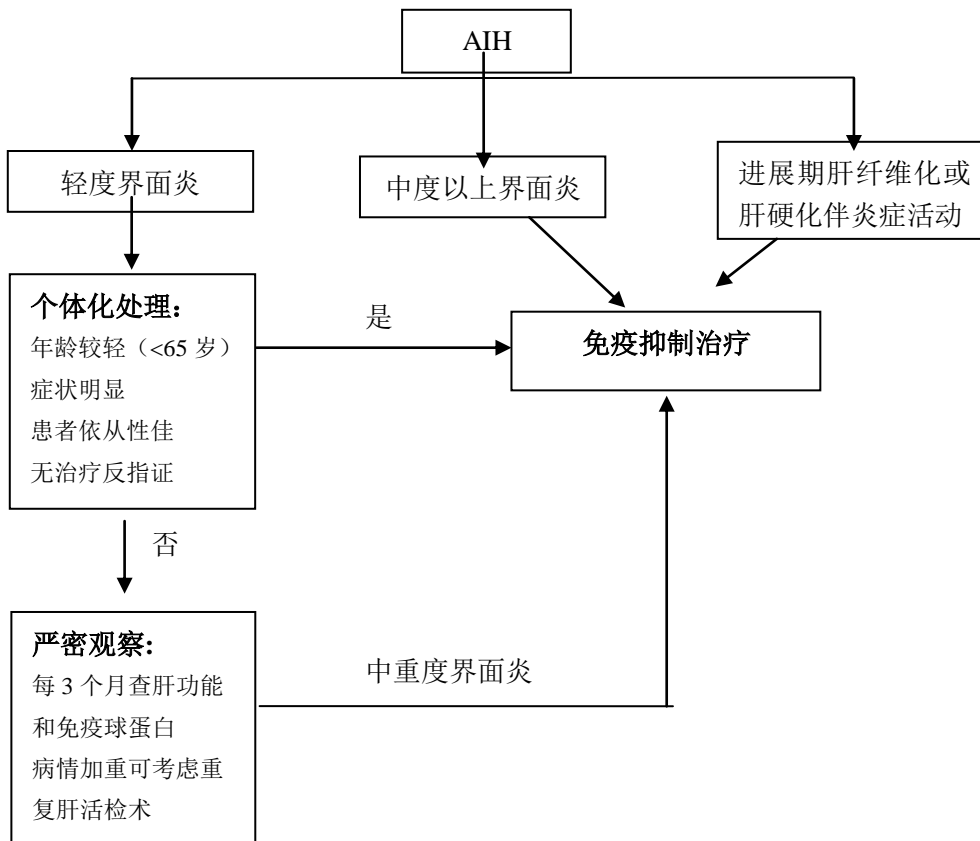 AIH
轻度界面炎
中度以上界面炎
进展期肝纤维化或
肝硬化伴炎症活动
个体化处理：
年龄较轻（<65 岁）
症状明显
患者依从性佳
无治疗反指证
是
免疫抑制治疗
否
严密观察：
每 3 个月查肝功能
和免疫球蛋白
病情加重可考虑重
复肝活检术
中重度界面炎